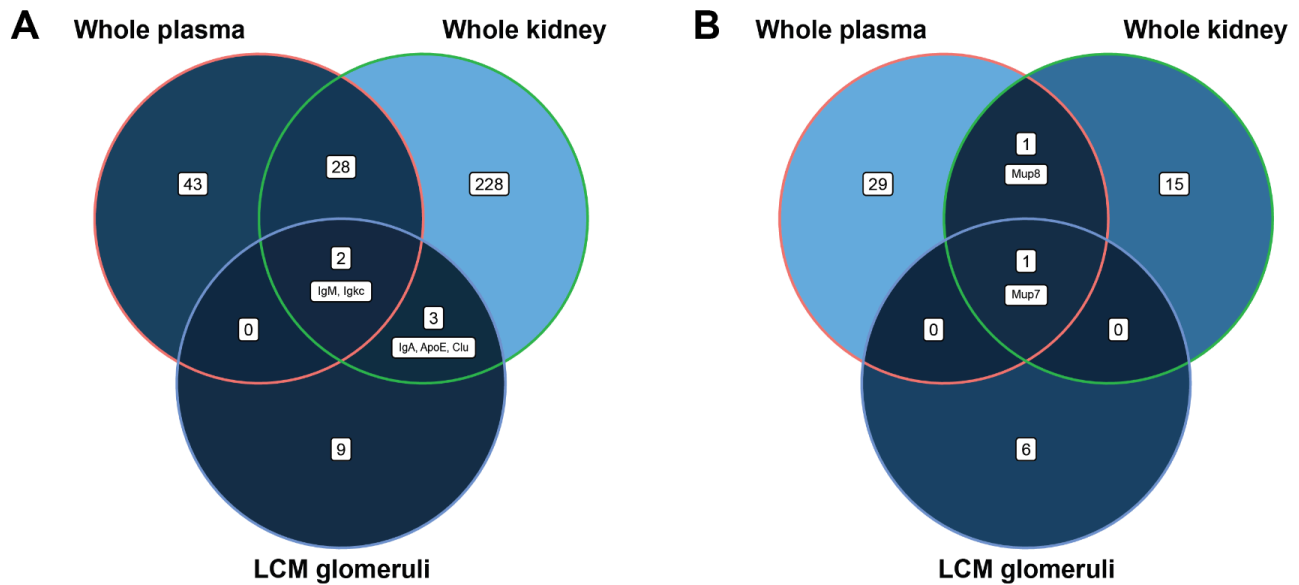 A
Whole plasma
Whole kidney
43
28
228
2
IgM, Igkc
0
3
IgA, ApoE, Clu
9
LCM glomeruli
B
Whole plasma
Whole kidney
29
1
Mup8
15
1
Mup7
0
0
6
LCM glomeruli